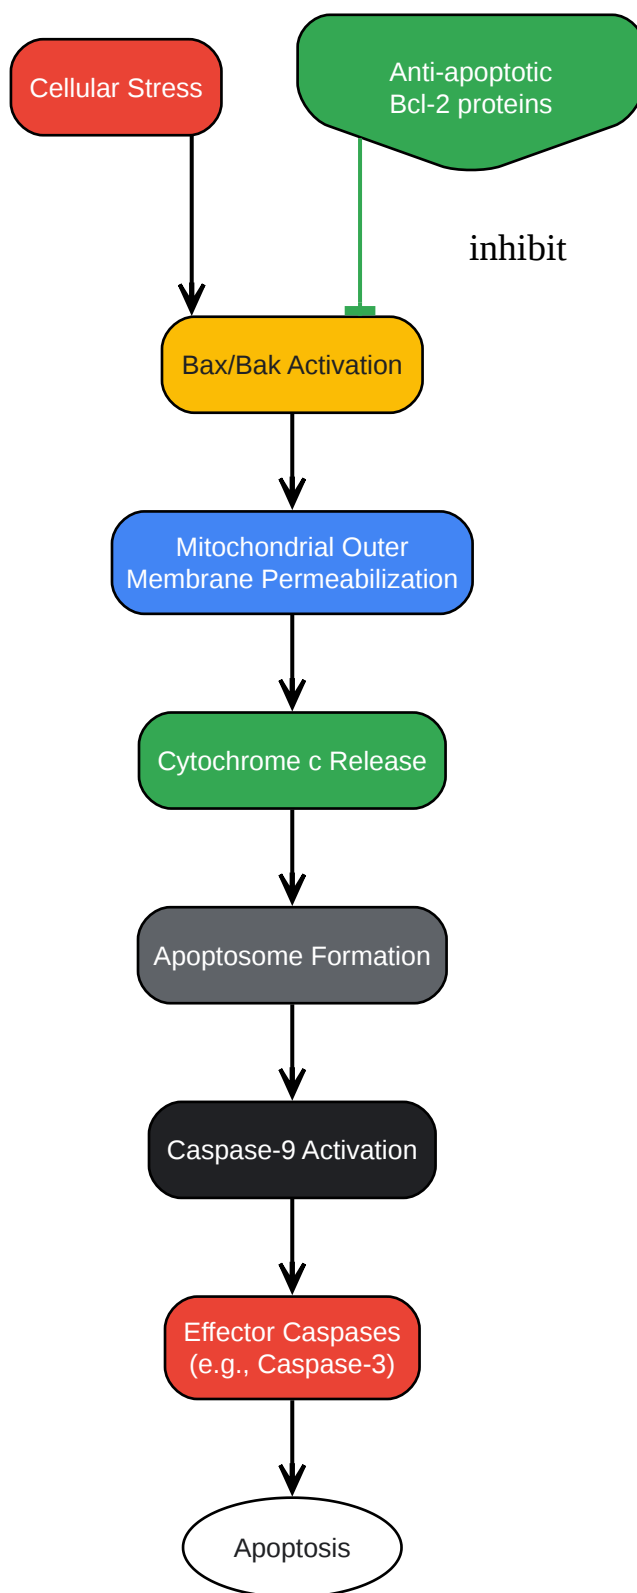 Cellular Stress
Anti-apoptotic
Bcl-2 proteins
inhibit
Bax/Bak Activation
Mitochondrial Outer
Membrane Permeabilization
Cytochrome c Release
Apoptosome Formation
Caspase-9 Activation
Effector Caspases
(e.g., Caspase-3)
Apoptosis